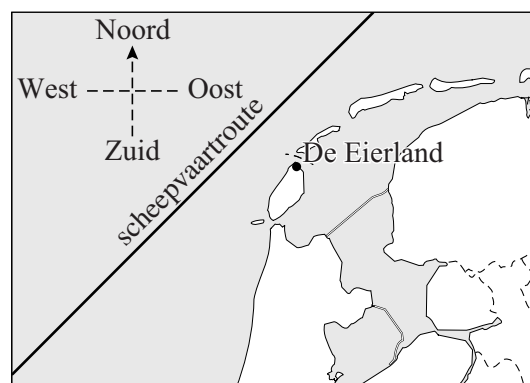 Noord
West
Oost
Zuid
scheepvaartroute
De Eierland